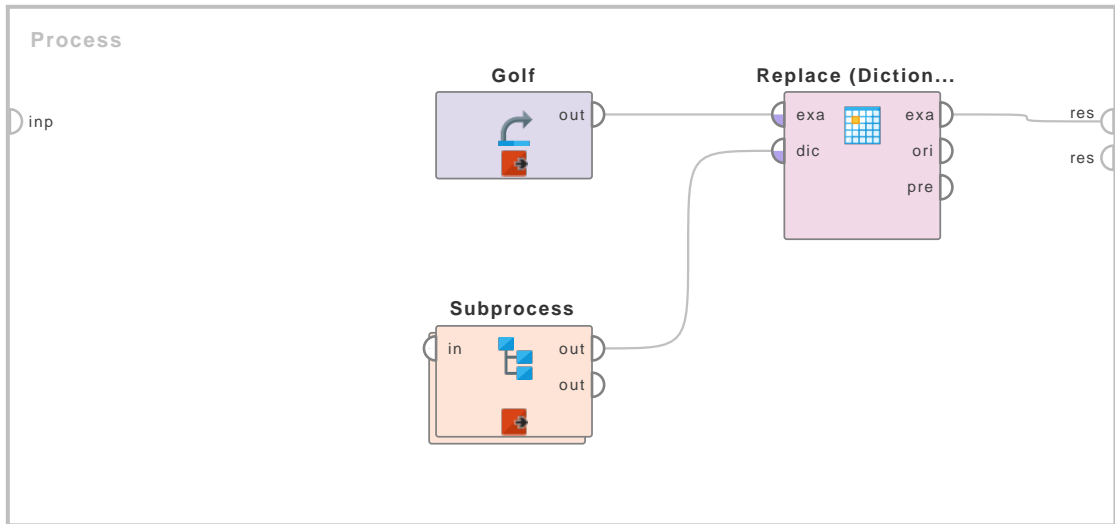 Process
inp
Golf
out
Replace (Diction...
exa
dic
exa
ori
pre
res
res
Subprocess
in
out
out